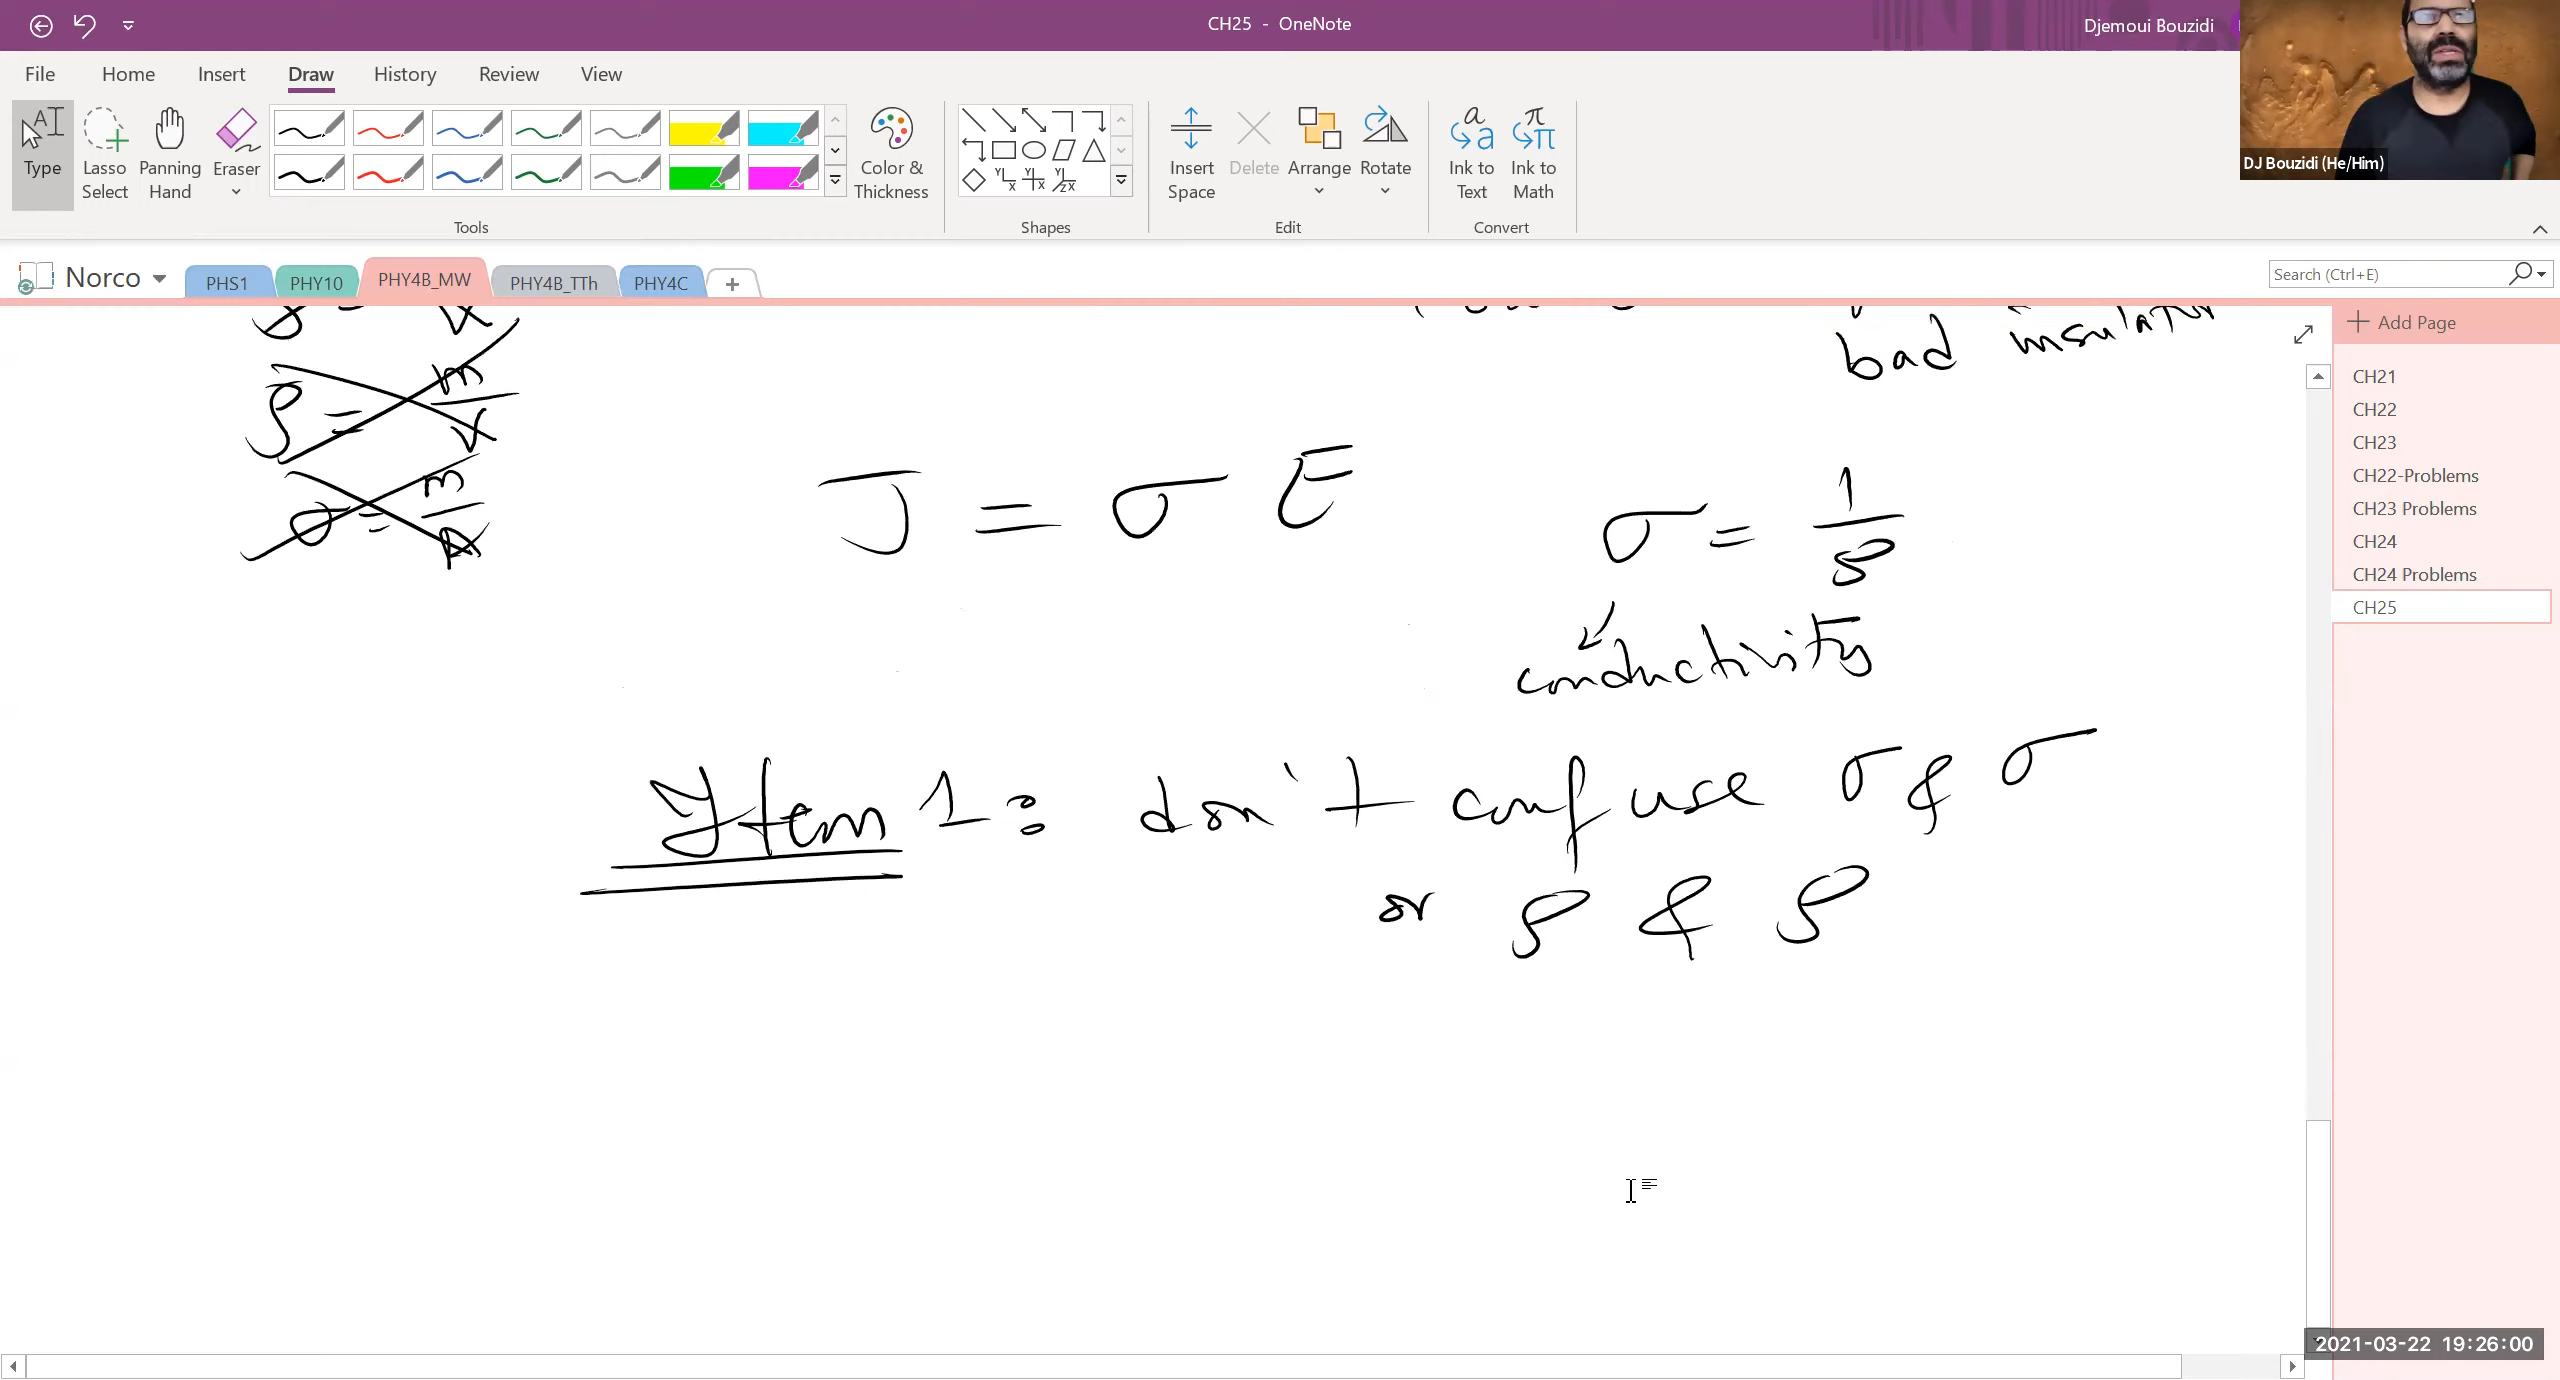 CH25 - OneNote
Djemoui Bouzidi
File Home Insert Draw History Review View
Type
Lasso Select
Panning Hand
Eraser
Color & Thickness
Insert Space
Delete
Arrange
Rotate
Ink to Text
Ink to Math
Tools
Shapes
Edit
Convert
DJ Bouzidi (He/Him)
Norco
PHS1
PHY10
PHY4B_MW
PHY4B_TTh
PHY4C
Search (Ctrl+E)
Add Page
CH21
CH22
CH23
CH22-Problems
CH23 Problems
CH24
CH24 Problems
CH25
bad insulator
ρ = m/V
σ = m/A
J = σ E
σ = 1/ρ
conductivity
Item 1: don't confuse σ & σ
or ρ & ρ
2021-03-22 19:26:00